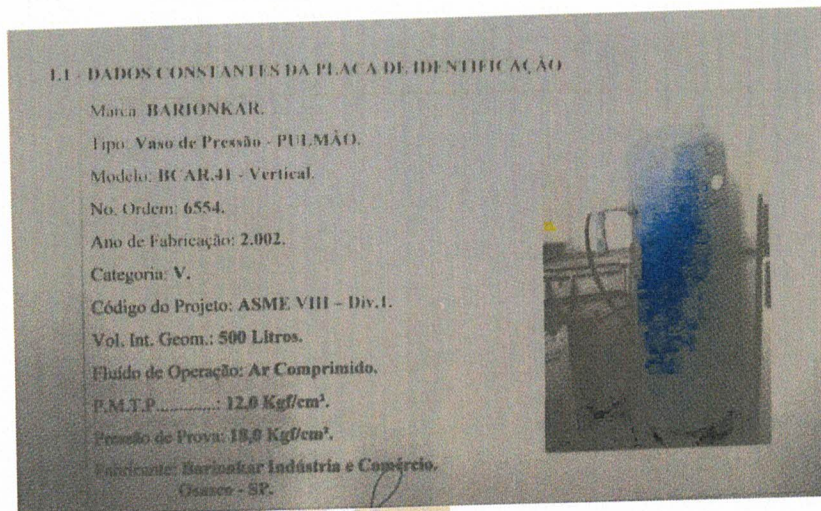 1.1 - DADOS CONSTANTES DA PLACA DE IDENTIFICAÇÃO
Marca: BARIONKAR.
Tipo: Vaso de Pressão - PULMÃO.
Modelo: BCAR.41 - Vertical.
No. Ordem: 6554.
Ano de Fabricação: 2.002.
Categoria: V.
Código do Projeto: ASME VIII – Div.1.
Vol. Int. Geom.: 500 Litros.
Fluído de Operação: Ar Comprimido.
P.M.T.P............: 12,0 Kgf/cm².
Pressão de Prova: 18,0 Kgf/cm².
Fabricante: Barionkar Indústria e Comércio.
Osasco - SP.